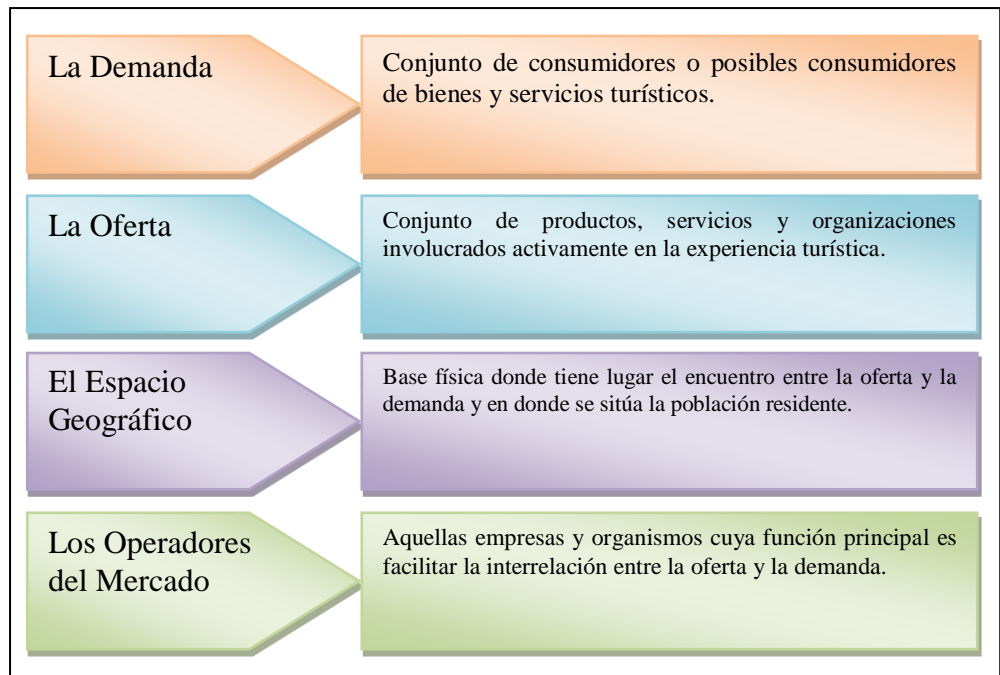 La Demanda
Conjunto de consumidores o posibles consumidores
de bienes y servicios turísticos.
La Oferta
Conjunto de productos, servicios y organizaciones
involucrados activamente en la experiencia turística.
El Espacio
Geográfico
Base física donde tiene lugar el encuentro entre la oferta y la
demanda y en donde se sitúa la población residente.
Los Operadores
del Mercado
Aquellas empresas y organismos cuya función principal es
facilitar la interrelación entre la oferta y la demanda.